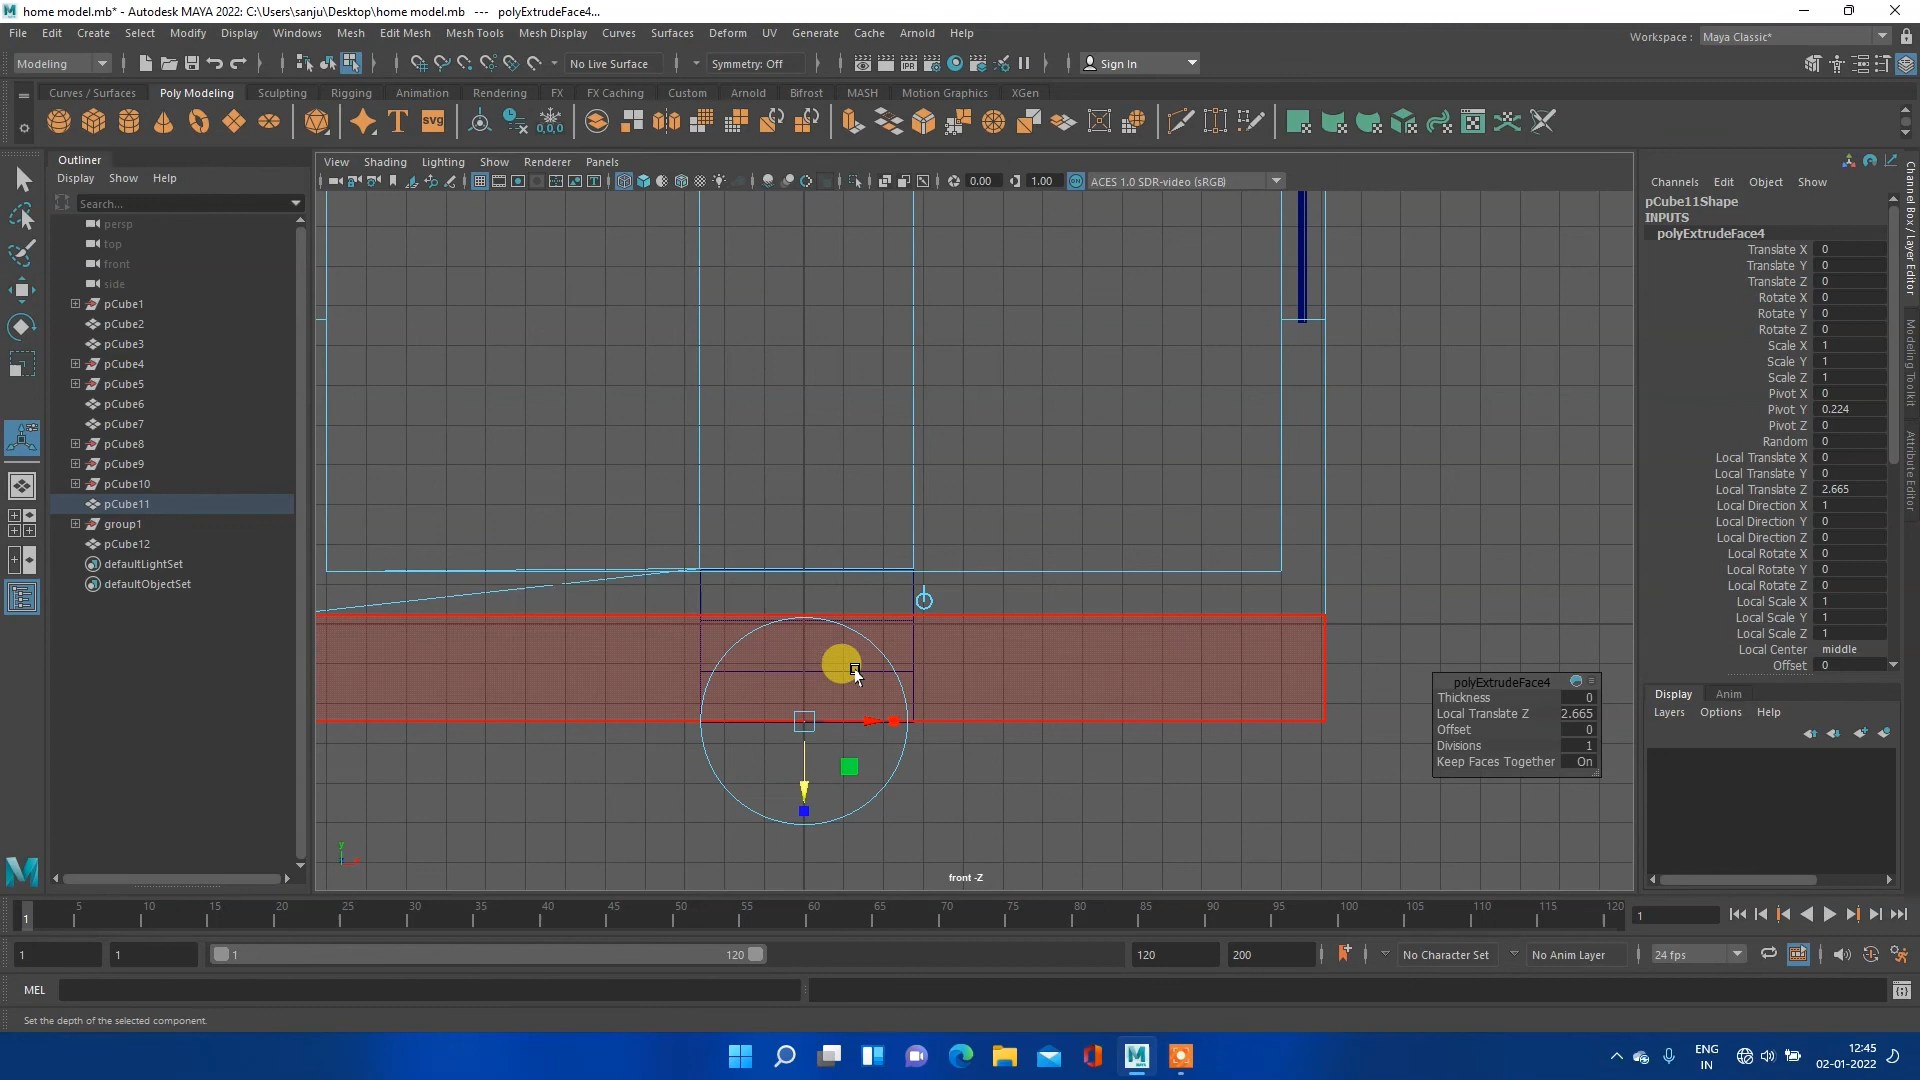 home model.mb* - Autodesk MAYA 2022: C:\Users\sanju\Desktop\home model.mb   ---   polyExtrudeFace4...
File Edit Create Select Modify Display Windows Mesh Edit Mesh Mesh Tools Mesh Display Curves Surfaces Deform UV Generate Cache Arnold Help
Workspace : Maya Classic*
Modeling No Live Surface Symmetry: Off Sign In
Curves / Surfaces Poly Modeling Sculpting Rigging Animation Rendering FX FX Caching Custom Arnold Bifrost MASH Motion Graphics XGen
T svg 0,0,0
Outliner
Display Show Help
Search...
persp
top
front
side
pCube1
pCube2
pCube3
pCube4
pCube5
pCube6
pCube7
pCube8
pCube9
pCube10
pCube11
group1
pCube12
defaultLightSet
defaultObjectSet
View Shading Lighting Show Renderer Panels
0.00 1.00 ACES 1.0 SDR-video (sRGB)
polyExtrudeFace4
Thickness 0
Local Translate Z 2.665
Offset 0
Divisions 1
Keep Faces Together On
y
front -Z
Channels Edit Object Show
pCube11Shape
INPUTS
polyExtrudeFace4
Translate X 0
Translate Y 0
Translate Z 0
Rotate X 0
Rotate Y 0
Rotate Z 0
Scale X 1
Scale Y 1
Scale Z 1
Pivot X 0
Pivot Y 0.224
Pivot Z 0
Random 0
Local Translate X 0
Local Translate Y 0
Local Translate Z 2.665
Local Direction X 1
Local Direction Y 0
Local Direction Z 0
Local Rotate X 0
Local Rotate Y 0
Local Rotate Z 0
Local Scale X 1
Local Scale Y 1
Local Scale Z 1
Local Center middle
Offset 0
Display Anim
Layers Options Help
Channel Box / Layer Editor
Modeling Toolkit
Attribute Editor
1 5 10 15 20 25 30 35 40 45 50 55 60 65 70 75 80 85 90 95 100 105 110 115 120 1
1 1 1 120 120 200 No Character Set No Anim Layer 24 fps
MEL
Set the depth of the selected component.
ENG
IN
12:45
02-01-2022